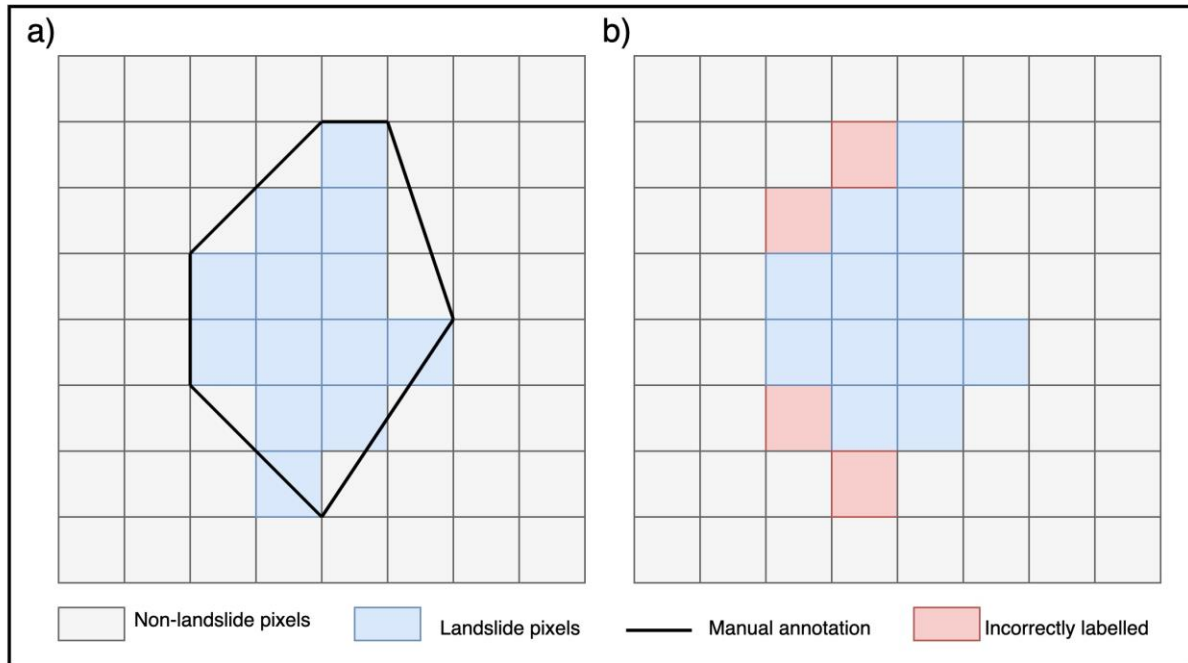 a)
b)
Non-landslide pixels
Landslide pixels
Manual annotation
Incorrectly labelled